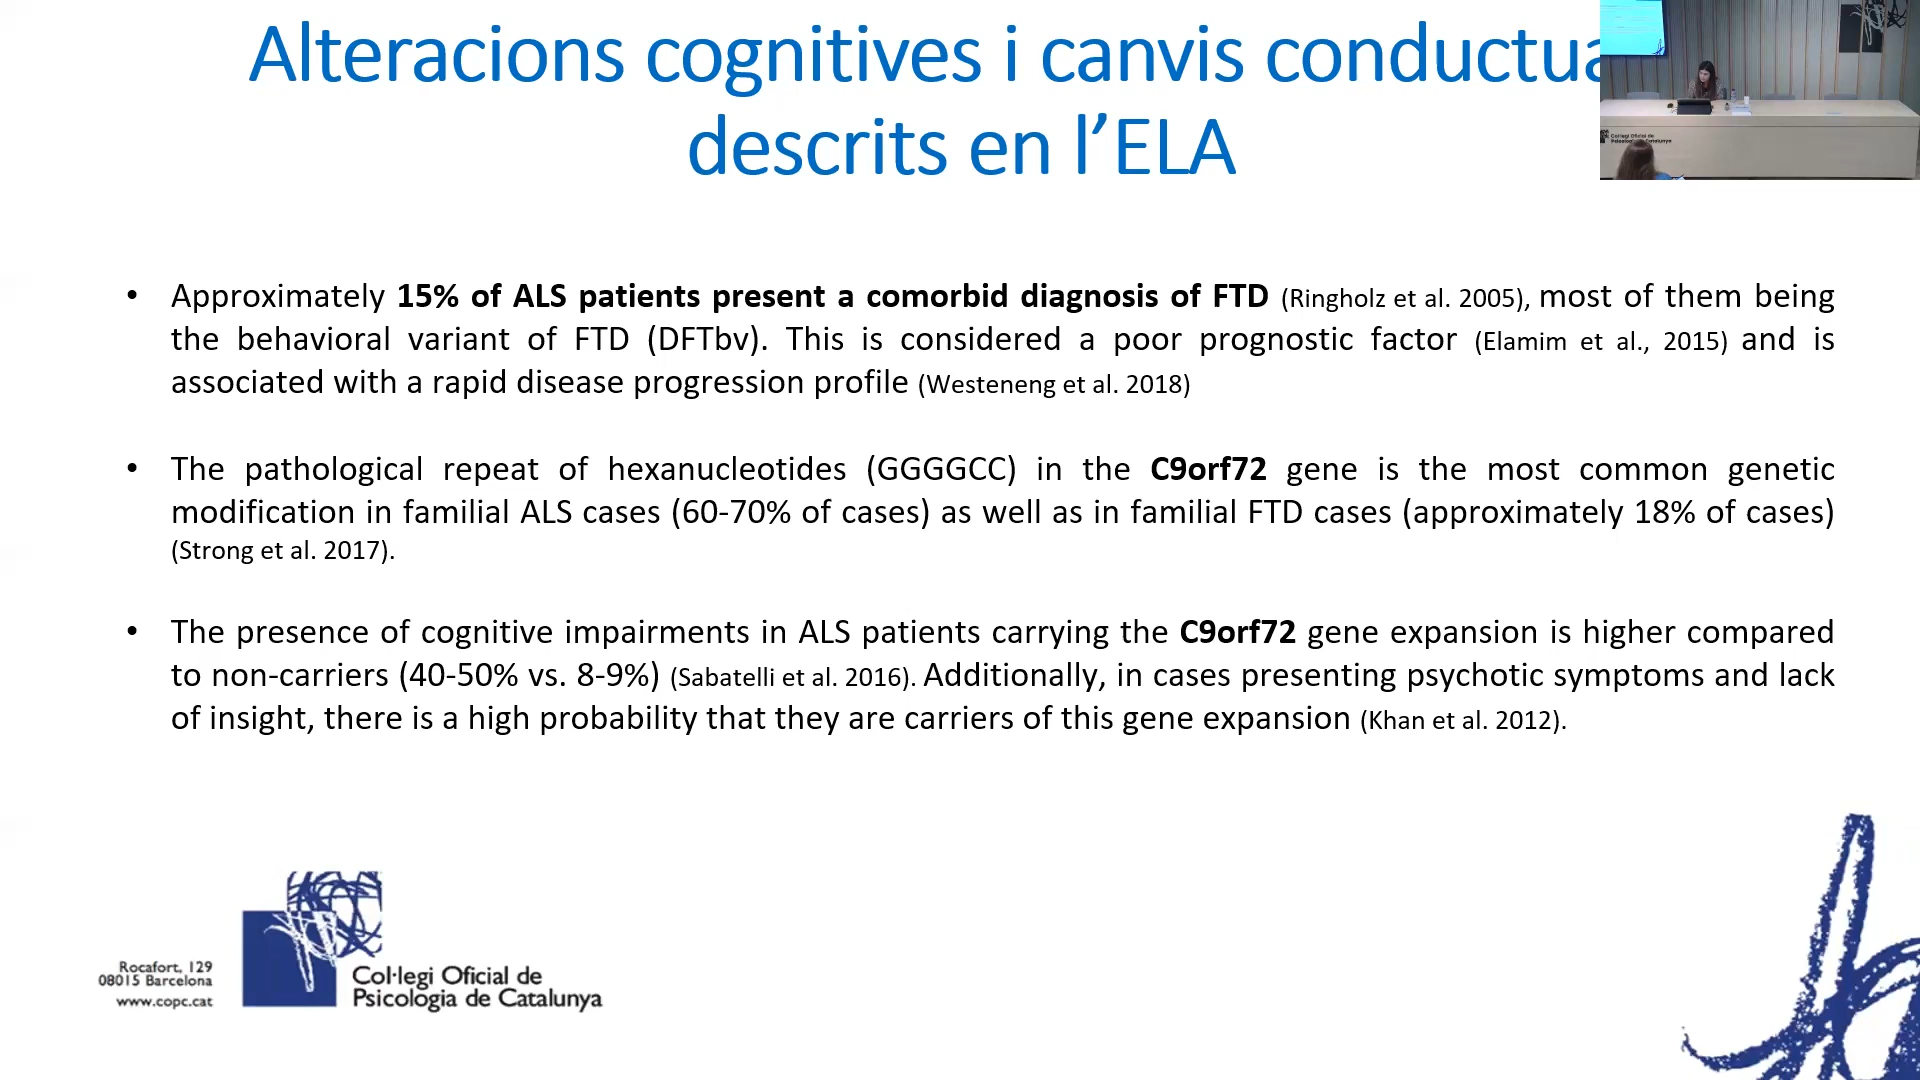 Alteracions cognitives i canvis conductua
descrits en l’ELA
Col·legi Oficial de
Psicologia de Catalunya
• Approximately 15% of ALS patients present a comorbid diagnosis of FTD (Ringholz et al. 2005), most of them being
the behavioral variant of FTD (DFTbv). This is considered a poor prognostic factor (Elamim et al., 2015) and is
associated with a rapid disease progression profile (Westeneng et al. 2018)
• The pathological repeat of hexanucleotides (GGGGCC) in the C9orf72 gene is the most common genetic
modification in familial ALS cases (60-70% of cases) as well as in familial FTD cases (approximately 18% of cases)
(Strong et al. 2017).
• The presence of cognitive impairments in ALS patients carrying the C9orf72 gene expansion is higher compared
to non-carriers (40-50% vs. 8-9%) (Sabatelli et al. 2016). Additionally, in cases presenting psychotic symptoms and lack
of insight, there is a high probability that they are carriers of this gene expansion (Khan et al. 2012).
Rocafort, 129
08015 Barcelona
www.copc.cat
Col·legi Oficial de
Psicologia de Catalunya